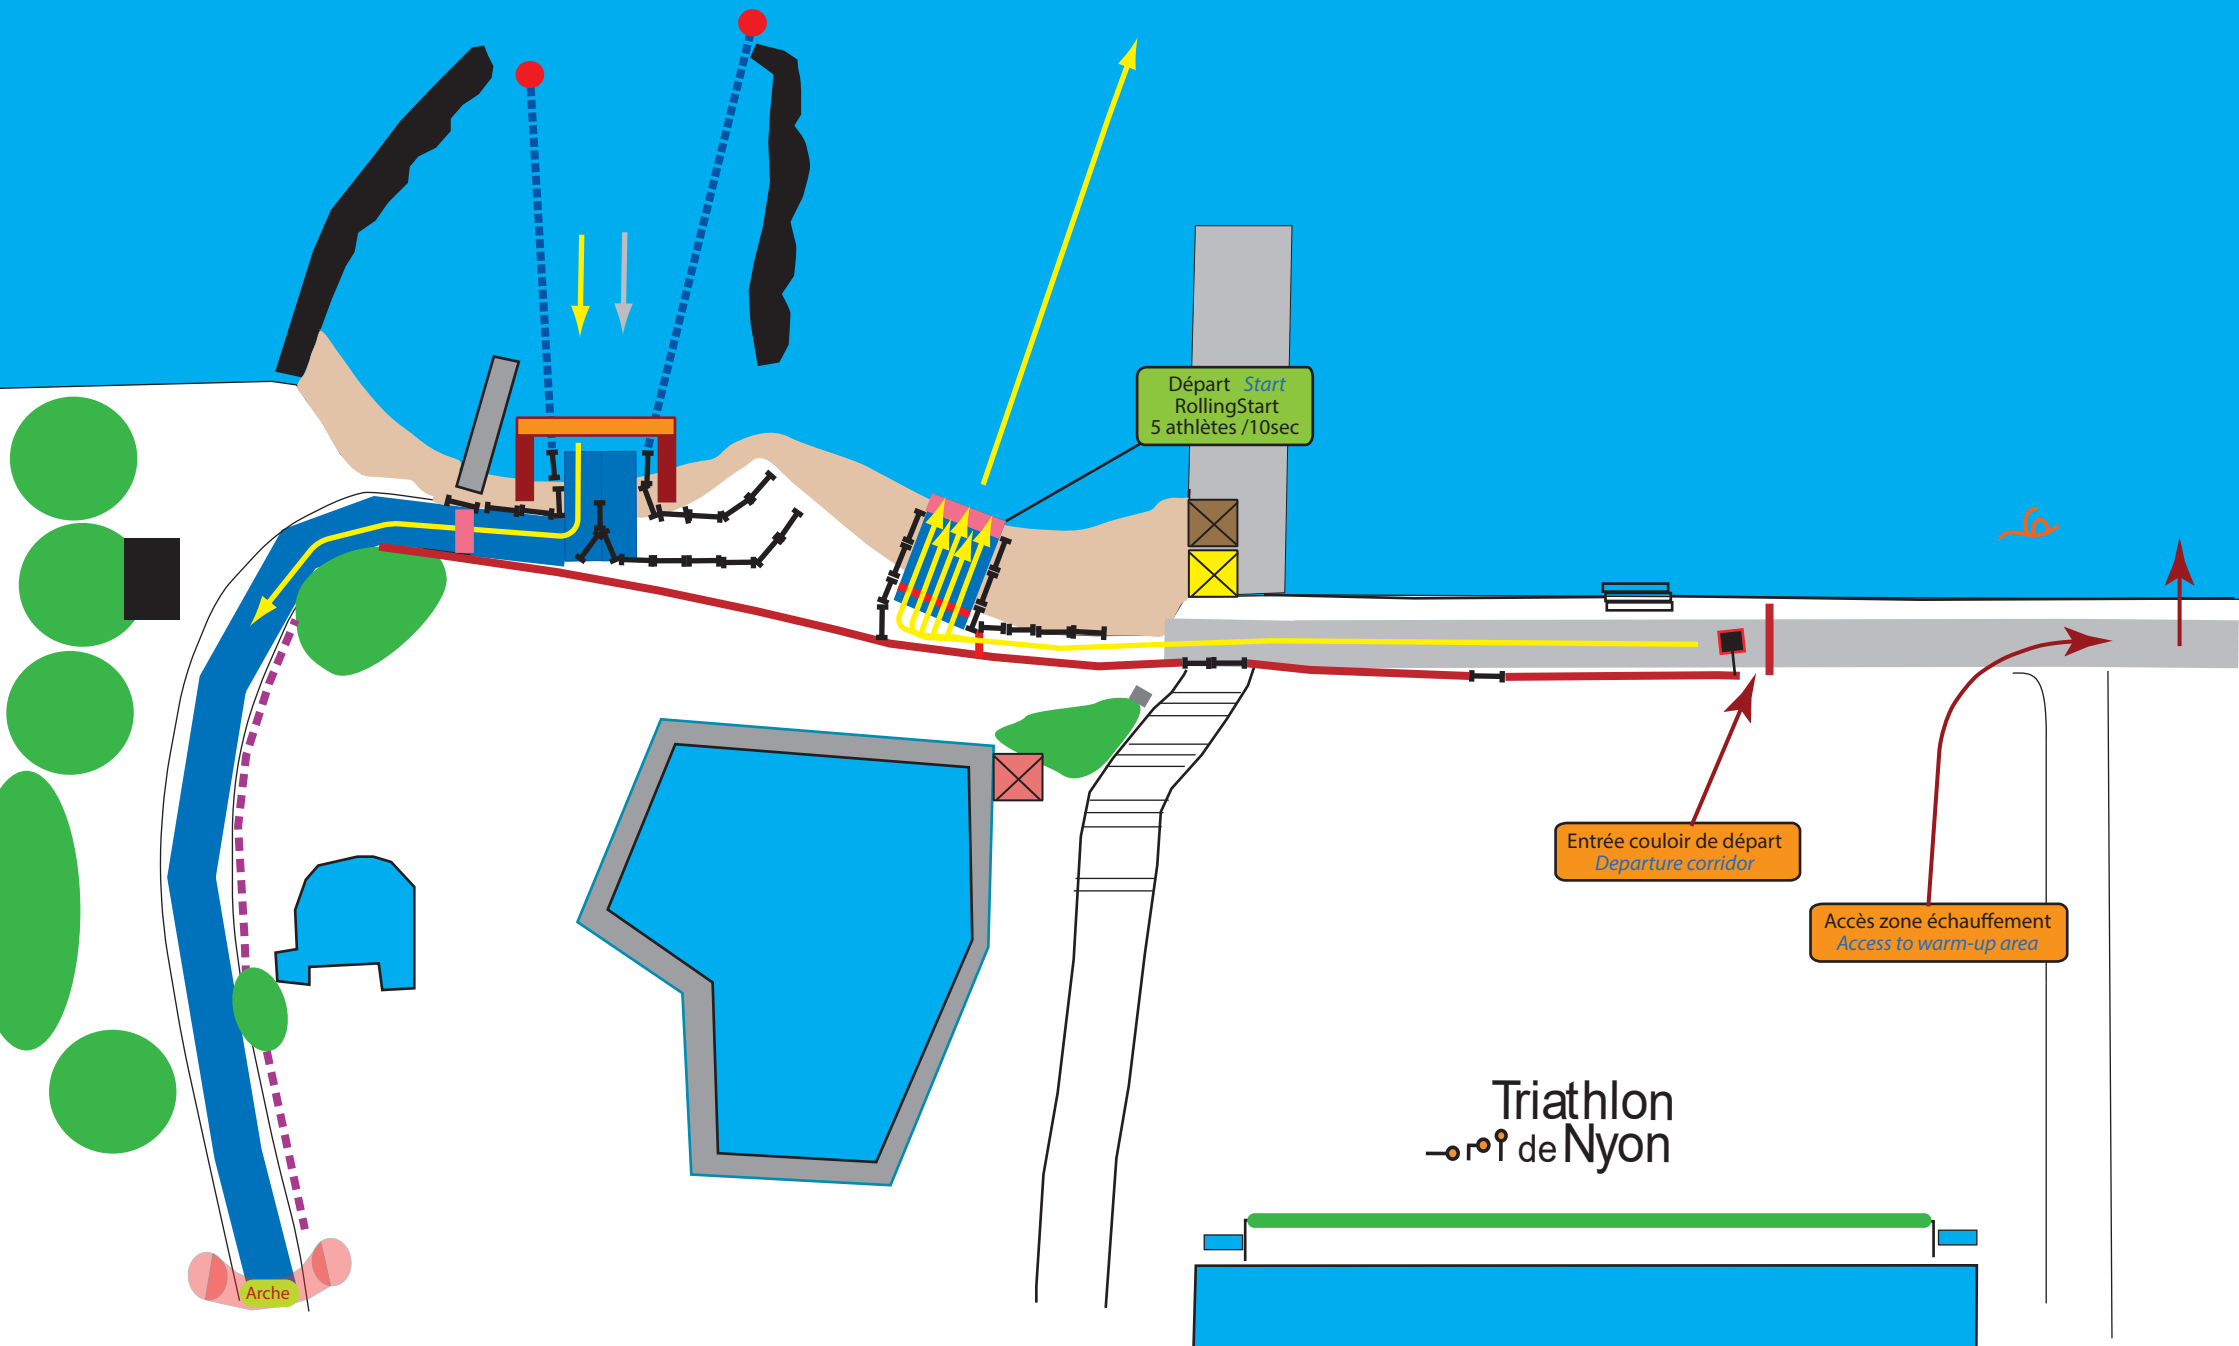 Départ Start
RollingStart
5 athlètes /10sec
Entrée couloir de départ
Departure corridor
Accès zone échauffement
Access to warm-up area
Triathlon
de Nyon
Arche